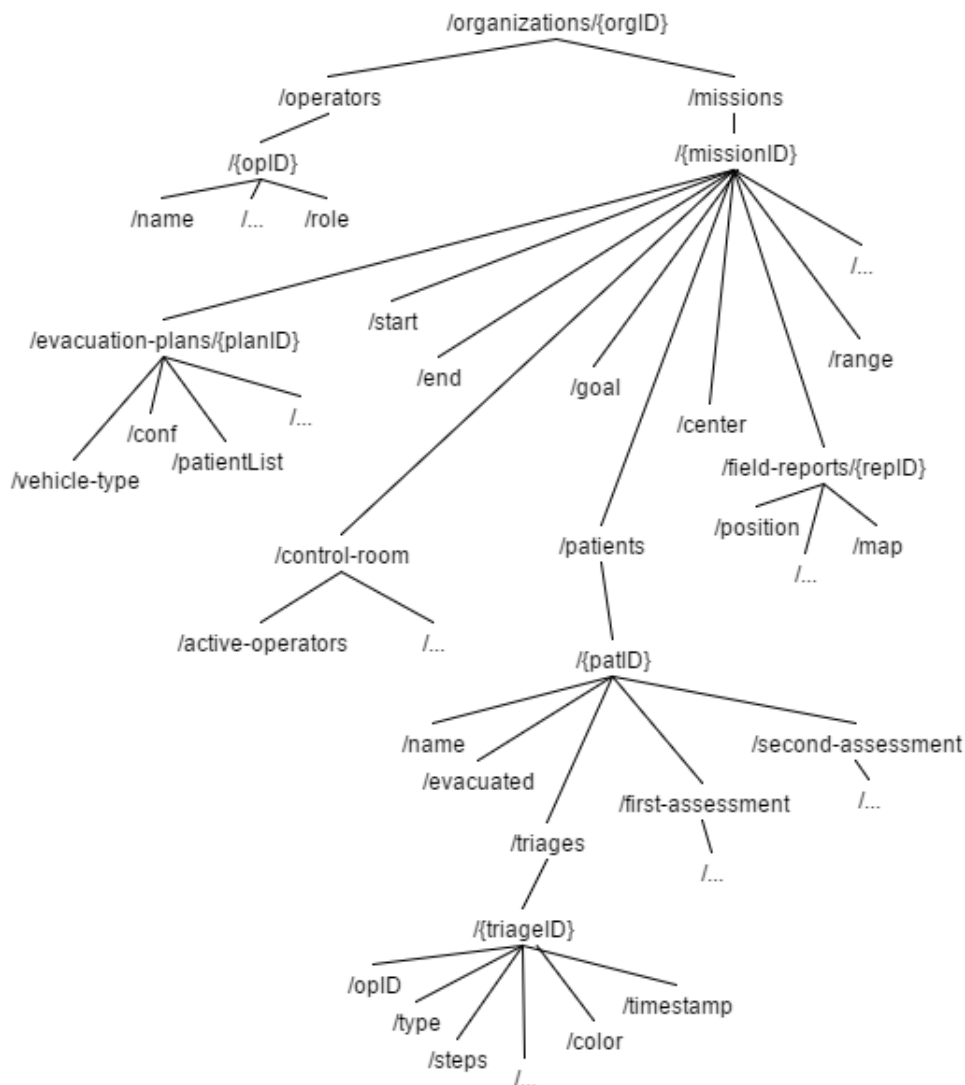 /organizations/{orgID}
/operators
/missions
/{opID}
/{missionID}
/name
/...
/role
/...
/start
/evacuation-plans/{planID}
/end
/goal
/range
/...
/conf
/center
/patientList
/vehicle-type
/field-reports/{repID}
/position
/control-room
/patients
/map
/...
/active-operators
/...
/{patID}
/name
/second-assessment
/evacuated
/first-assessment
/...
/triages
/...
/{triageID}
/opID
/timestamp
/type
/color
/steps
/...